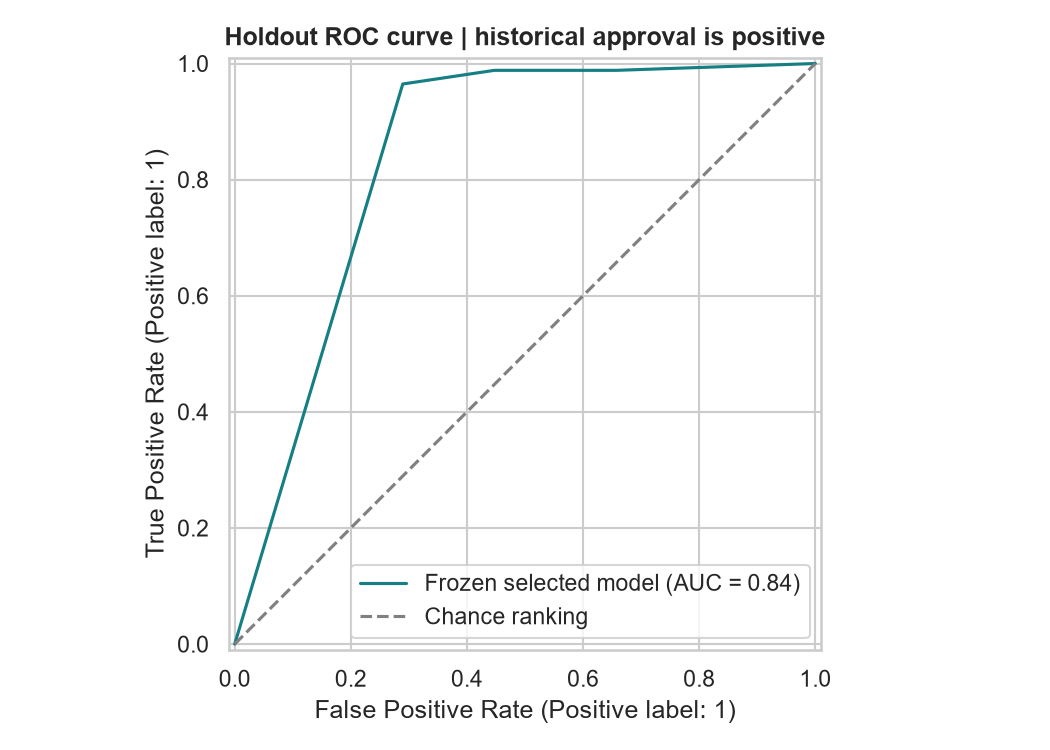 Holdout ROC curve | historical approval is positive
True Positive Rate (Positive label: 1)
1.0
0.8
0.6
0.4
0.2
0.0
Frozen selected model (AUC = 0.84)
Chance ranking
0.0 0.2 0.4 0.6 0.8 1.0
False Positive Rate (Positive label: 1)